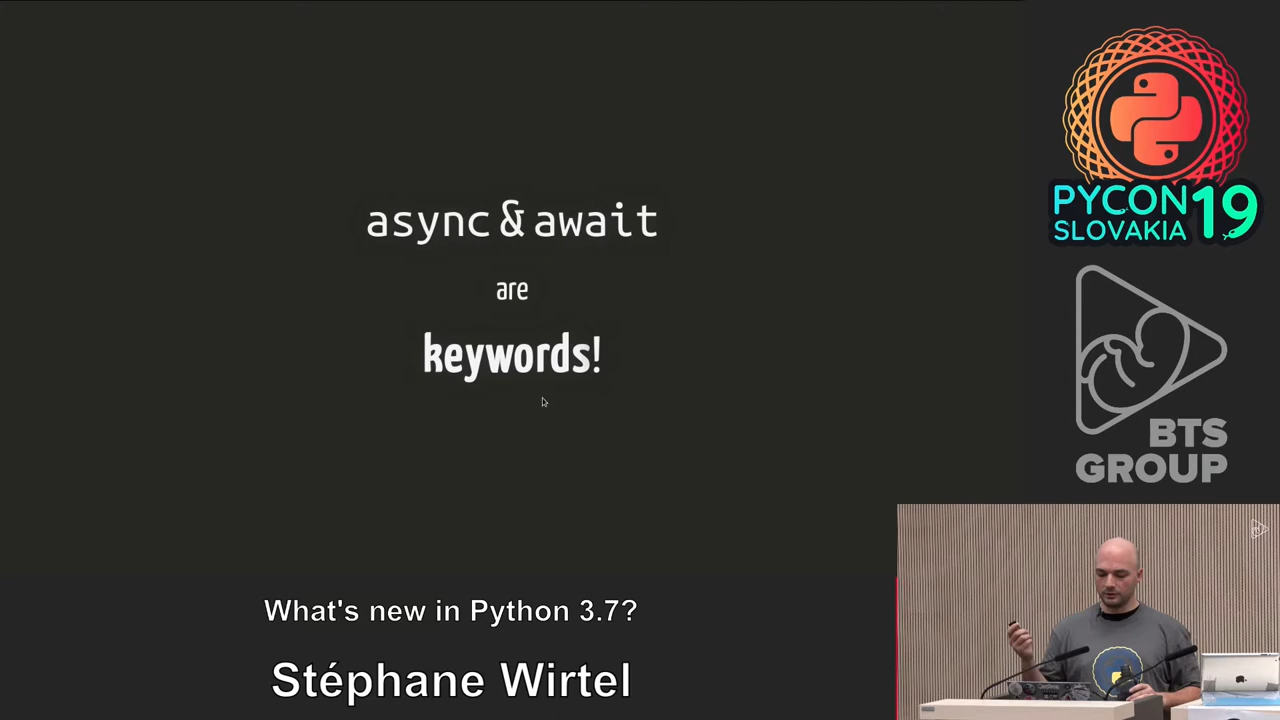 async & await
are
keywords!
PYCON 19
SLOVAKIA
BTS
GROUP
What's new in Python 3.7?
Stéphane Wirtel